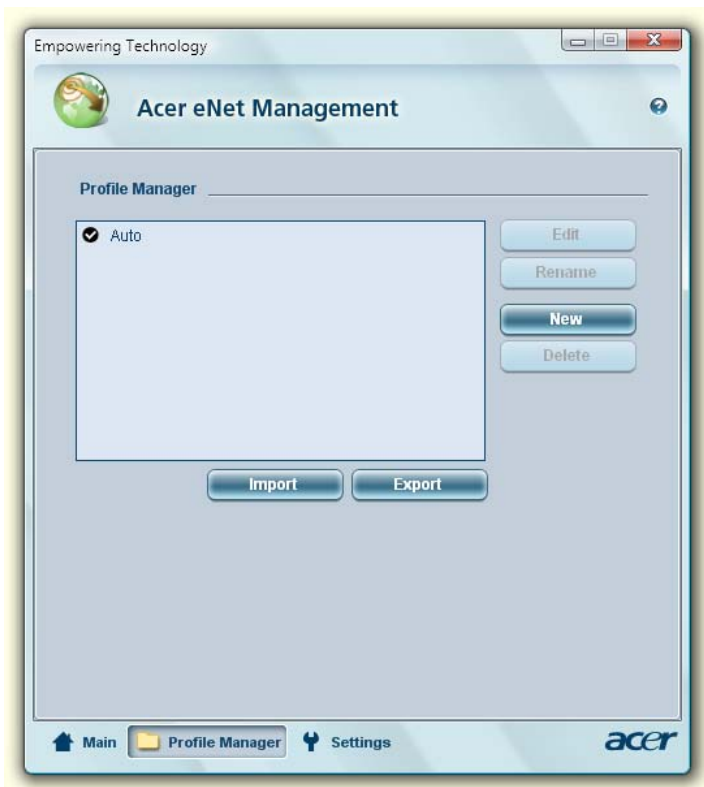 Empowering Technology
Acer eNet Management
Profile Manager
Auto
Edit
Rename
New
Delete
Import
Export
Main
Profile Manager
Settings
acer